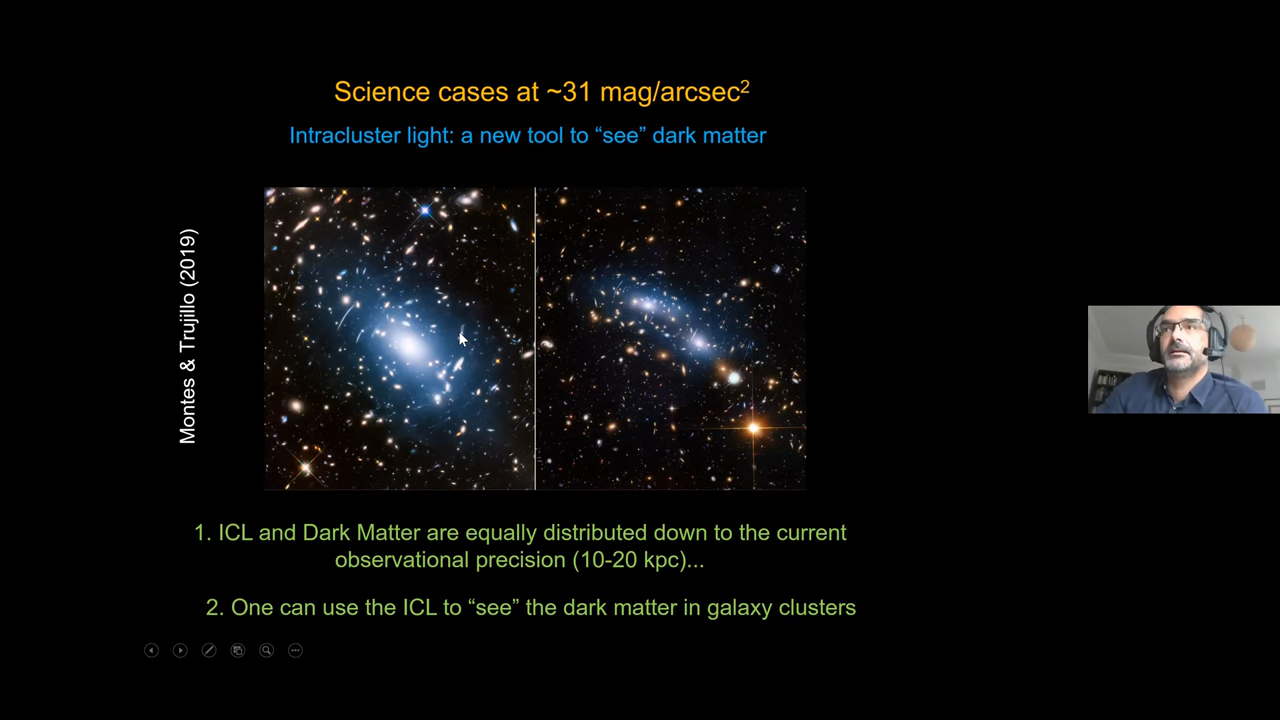 Science cases at ~31 mag/arcsec²
Intracluster light: a new tool to “see” dark matter
Montes & Trujillo (2019)
1. ICL and Dark Matter are equally distributed down to the current
observational precision (10-20 kpc)...
2. One can use the ICL to “see” the dark matter in galaxy clusters